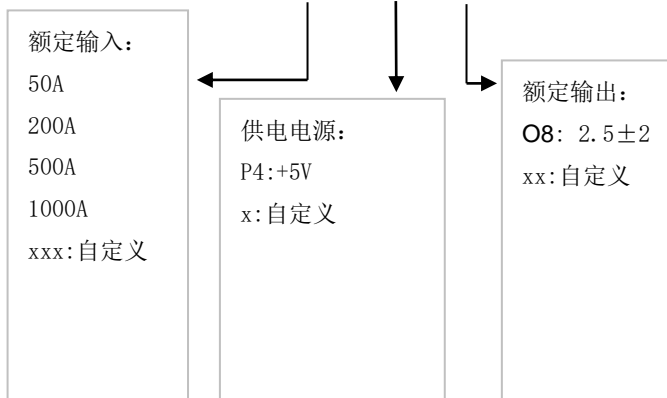 额定输入：
50A
200A
500A
1000A
xxx:自定义
供电电源：
P4:+5V
x:自定义
额定输出：
O8: 2.5±2
xx:自定义